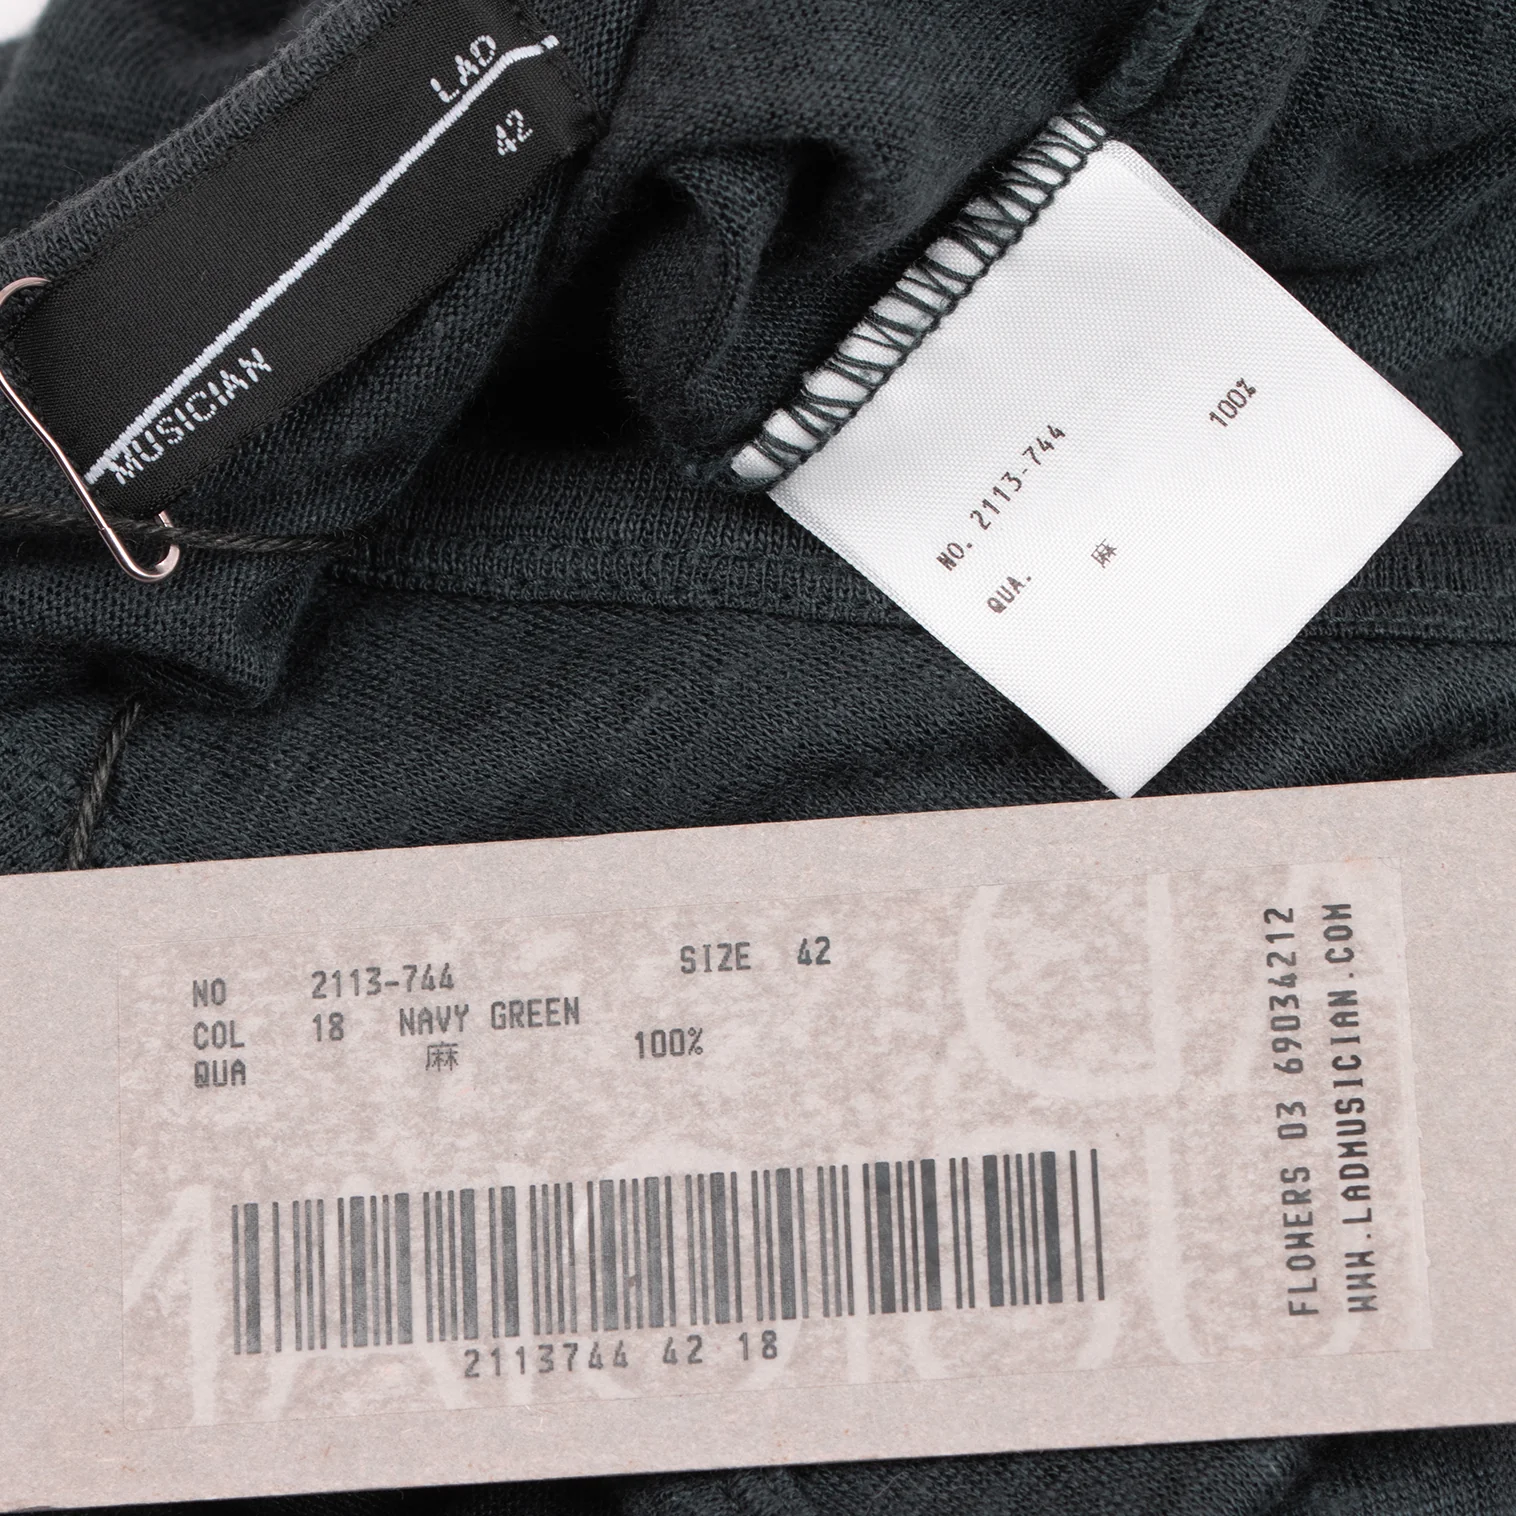 LAD
MUSICIAN
42
NO. 2113-744
QUA. 麻 100%
NO 2113-744 SIZE 42
COL 18 NAVY GREEN
QUA 麻 100%
2113744 42 18
FLOWERS 03 69034212
WWW.LADMUSICIAN.COM